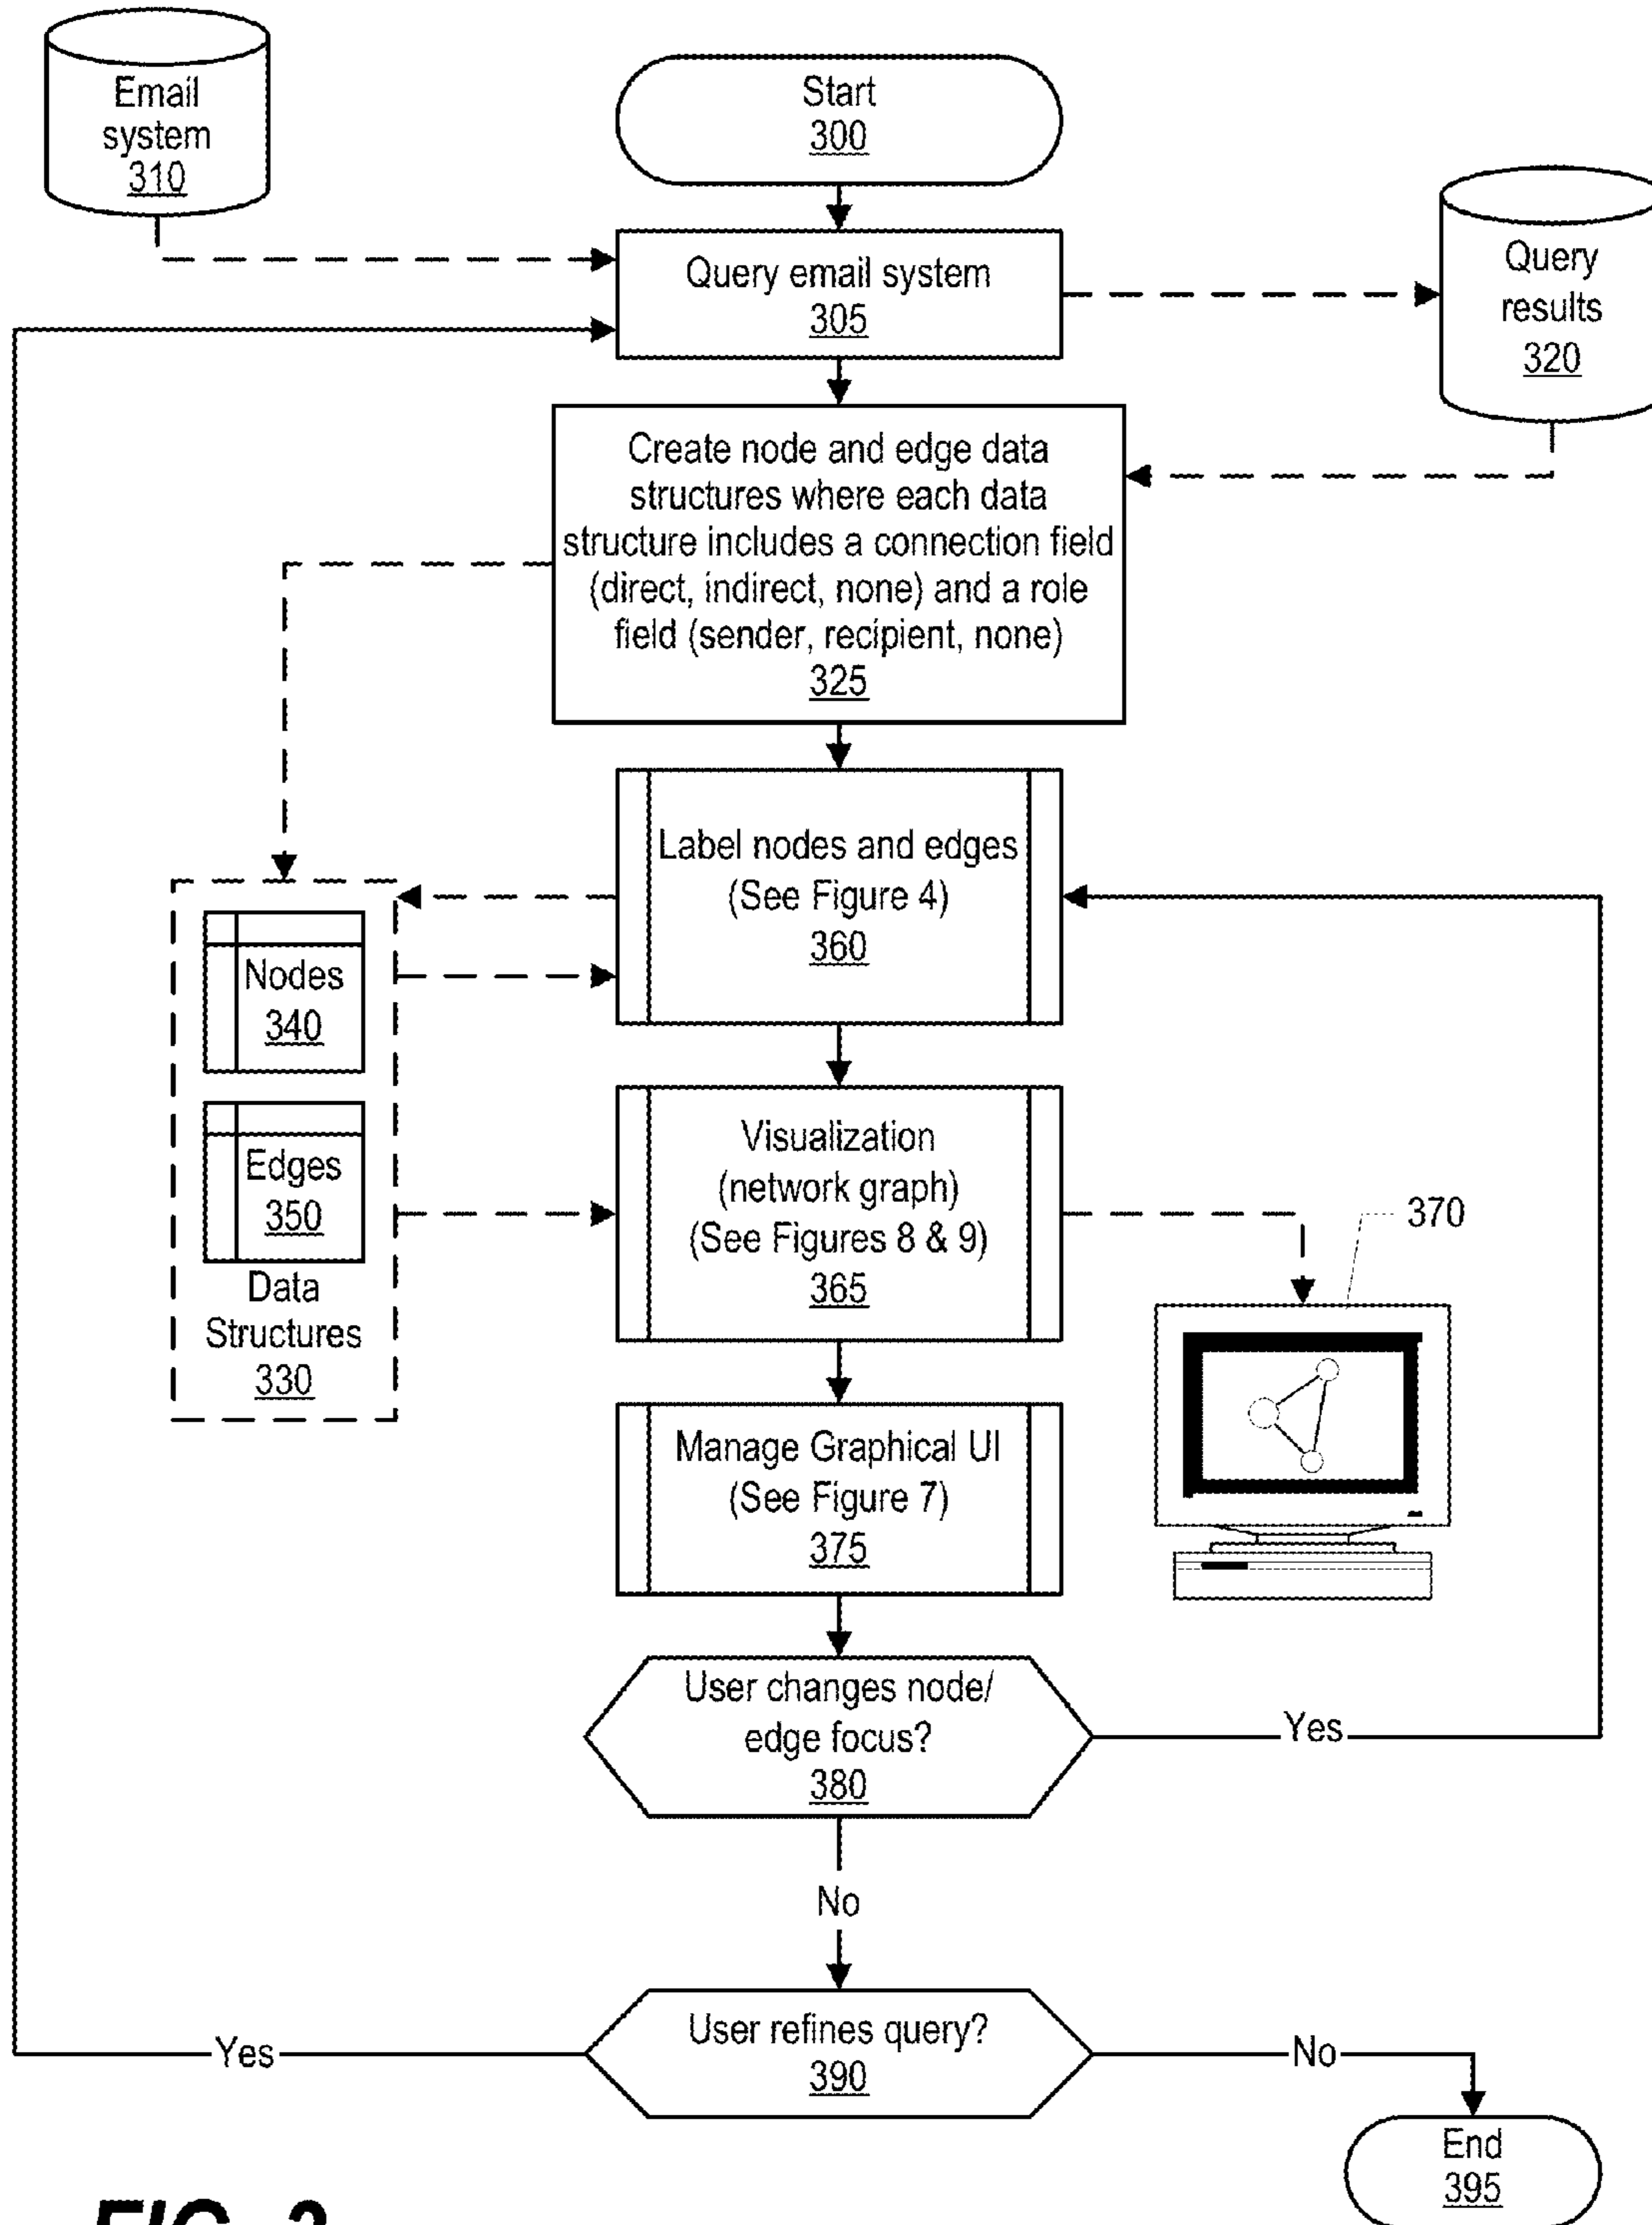 Email
system
310
Start
300
Query email system
305
Query
results
320
Create node and edge data
structures where each data
structure includes a connection field
(direct, indirect, none) and a role
field (sender, recipient, none)
325
Label nodes and edges
(See Figure 4)
360
Nodes
340
Edges
350
Data
Structures
330
Visualization
(network graph)
(See Figures 8 & 9)
365
370
Manage Graphical UI
(See Figure 7)
375
User changes node/
edge focus?
380
Yes
No
User refines query?
390
Yes
No
End
395
FIG. 3